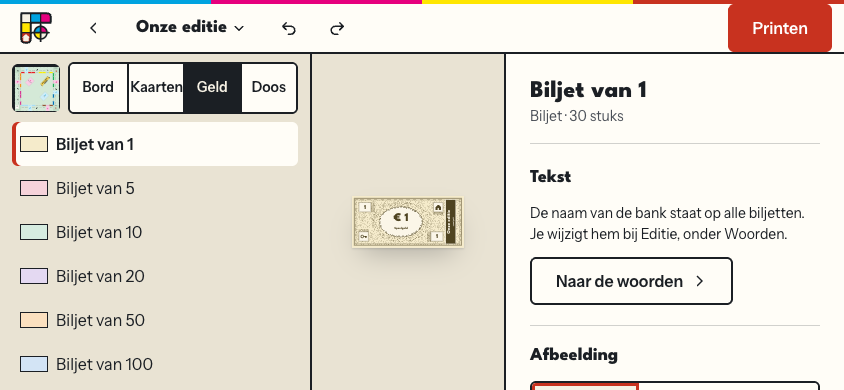 Onze editie
Printen
Bord
Kaarten
Geld
Doos
Biljet van 1
Biljet van 5
Biljet van 10
Biljet van 20
Biljet van 50
Biljet van 100
1
€ 1
1
Biljet van 1
Biljet · 30 stuks
Tekst
De naam van de bank staat op alle biljetten.
Je wijzigt hem bij Editie, onder Woorden.
Naar de woorden
Afbeelding